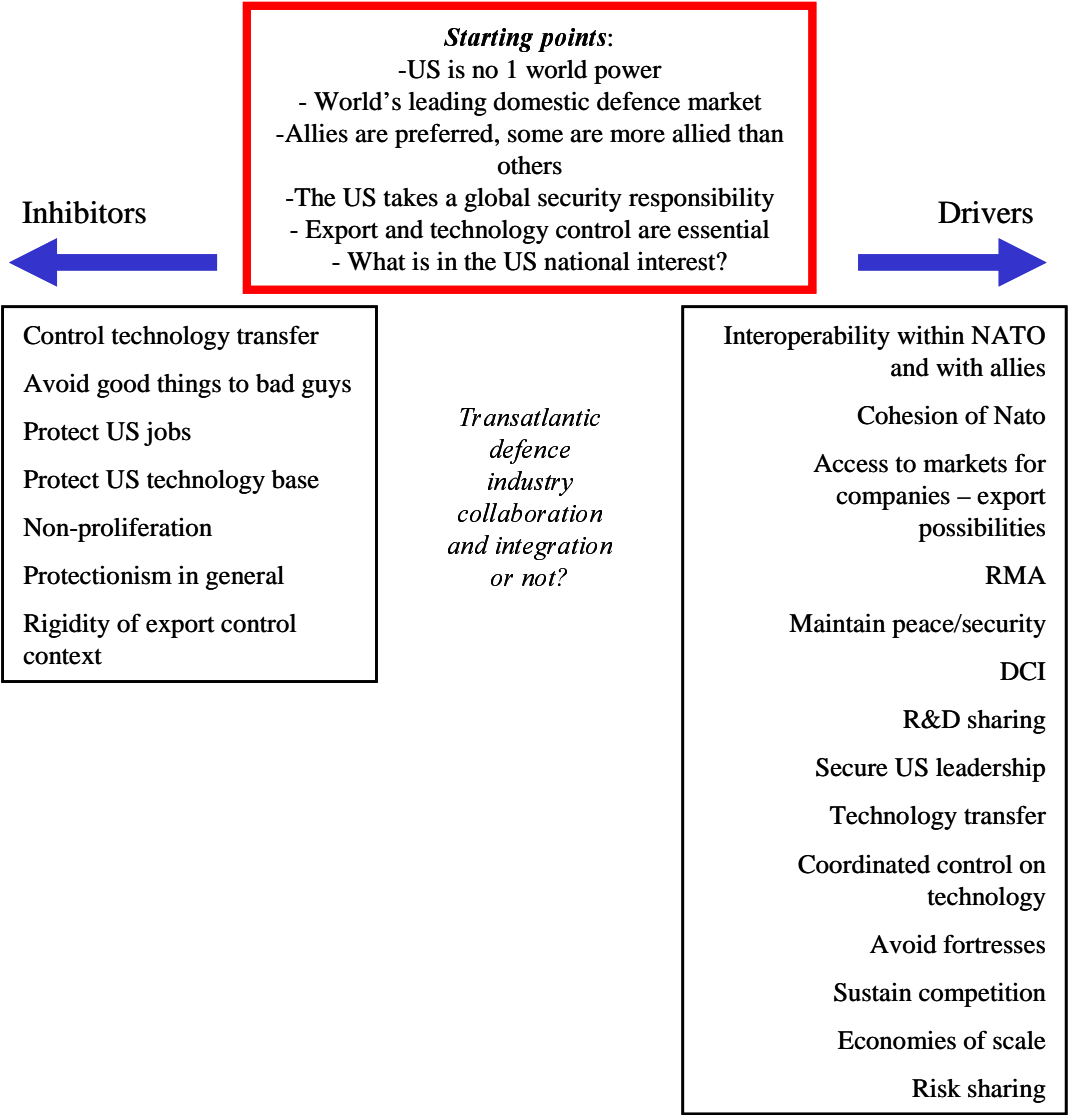 Starting points:
-US is no 1 world power
- World’s leading domestic defence market
-Allies are preferred, some are more allied than
others
-The US takes a global security responsibility
- Export and technology control are essential
- What is in the US national interest?
Inhibitors
Drivers
Control technology transfer
Avoid good things to bad guys
Protect US jobs
Protect US technology base
Non-proliferation
Protectionism in general
Rigidity of export control
context
Transatlantic
defence
industry
collaboration
and integration
or not?
Interoperability within NATO
and with allies
Cohesion of Nato
Access to markets for
companies – export
possibilities
RMA
Maintain peace/security
DCI
R&D sharing
Secure US leadership
Technology transfer
Coordinated control on
technology
Avoid fortresses
Sustain competition
Economies of scale
Risk sharing